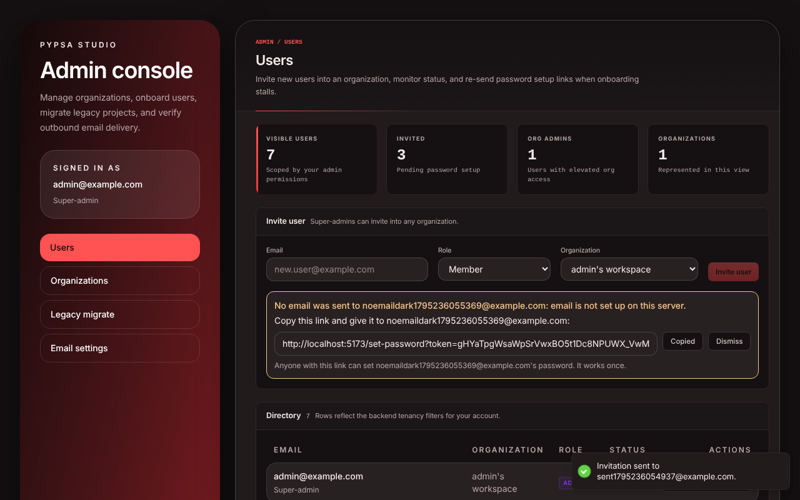 PYPSA STUDIO
Admin console
Manage organizations, onboard users,
migrate legacy projects, and verify
outbound email delivery.
SIGNED IN AS
admin@example.com
Super-admin
Users
Organizations
Legacy migrate
Email settings
ADMIN / USERS
Users
Invite new users into an organization, monitor status, and re-send password setup links when onboarding
stalls.
VISIBLE USERS
7
Scoped by your admin
permissions
INVITED
3
Pending password setup
ORG ADMINS
1
Users with elevated org
access
ORGANIZATIONS
1
Represented in this view
Invite user Super-admins can invite into any organization.
Email
new.user@example.com
Role
Member
Organization
admin's workspace
Invite user
No email was sent to noemaildark1795236055369@example.com: email is not set up on this server.
Copy this link and give it to noemaildark1795236055369@example.com:
http://localhost:5173/set-password?token=gHYaTpgWsaWpSrVwxBO5t1Dc8NPUWX_VwM
Copied
Dismiss
Anyone with this link can set noemaildark1795236055369@example.com's password. It works once.
Directory 7 Rows reflect the backend tenancy filters for your account.
EMAIL ORGANIZATION ROLE STATUS ACTIONS
admin@example.com
Super-admin
admin's
workspace
Invitation sent to
sent1795236054937@example.com.